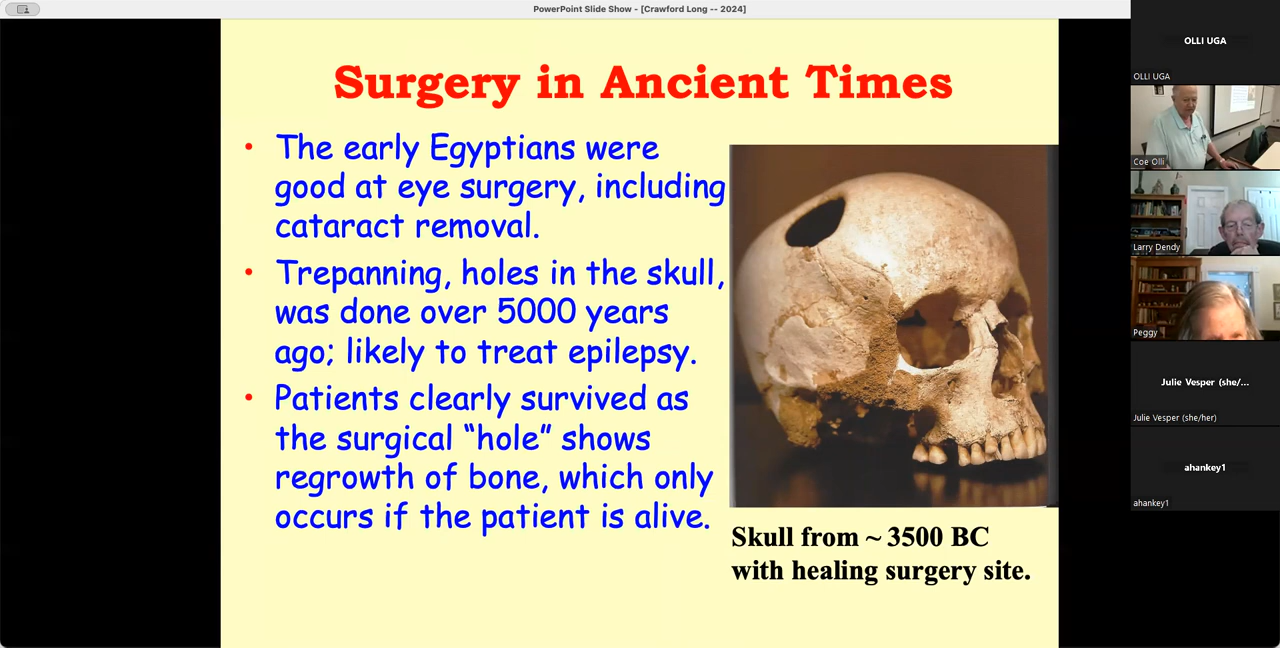 PowerPoint Slide Show - [Crawford Long -- 2024]
Surgery in Ancient Times
• The early Egyptians were
good at eye surgery, including
cataract removal.
• Trepanning, holes in the skull,
was done over 5000 years
ago; likely to treat epilepsy.
• Patients clearly survived as
the surgical “hole” shows
regrowth of bone, which only
occurs if the patient is alive.
Skull from ~ 3500 BC
with healing surgery site.
OLLI UGA
OLLI UGA
Coe Olli
Larry Dendy
Peggy
Julie Vesper (she/...
Julie Vesper (she/her)
ahankey1
ahankey1